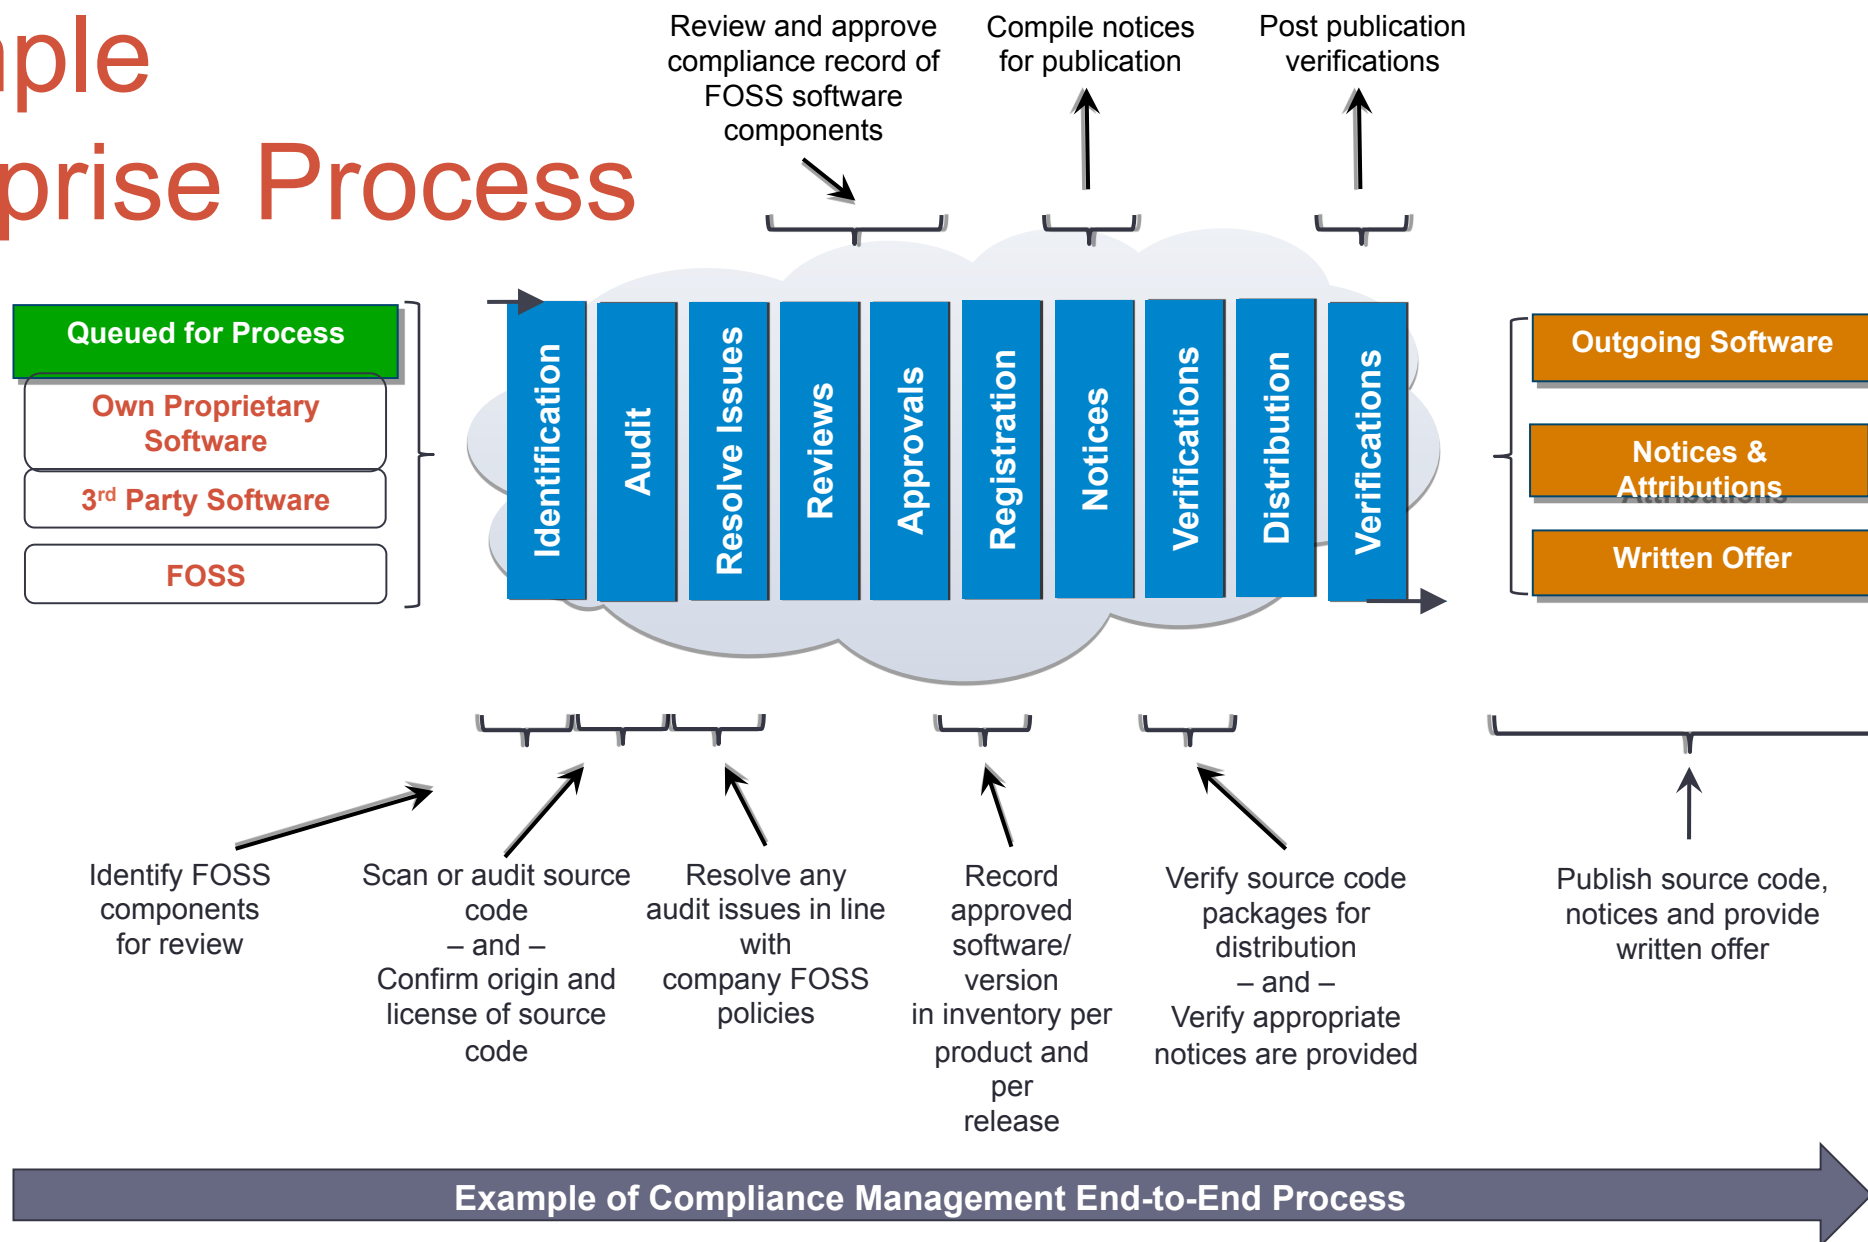 mple
prise Process
Review and approve
compliance record of
FOSS software
components
Compile notices
for publication
Post publication
verifications
Queued for Process
Own Proprietary
Software
3rd Party Software
FOSS
Identification
Audit
Resolve Issues
Reviews
Approvals
Registration
Notices
Verifications
Distribution
Verifications
Outgoing Software
Notices &
Attributions
Written Offer
Identify FOSS
components
for review
Scan or audit source
code
– and –
Confirm origin and
license of source
code
Resolve any
audit issues in line
with
company FOSS
policies
Record
approved
software/
version
in inventory per
product and
per
release
Verify source code
packages for
distribution
– and –
Verify appropriate
notices are provided
Publish source code,
notices and provide
written offer
Example of Compliance Management End-to-End Process